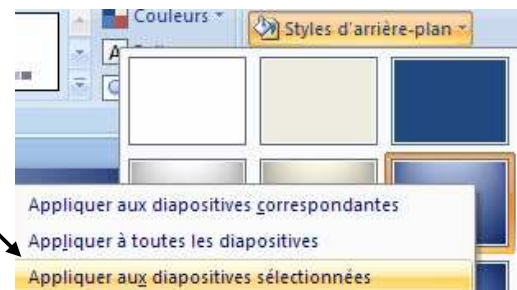 Couleurs
Styles d'arrière-plan
A
Appliquer aux diapositives correspondantes
Appliquer à toutes les diapositives
Appliquer aux diapositives sélectionnées